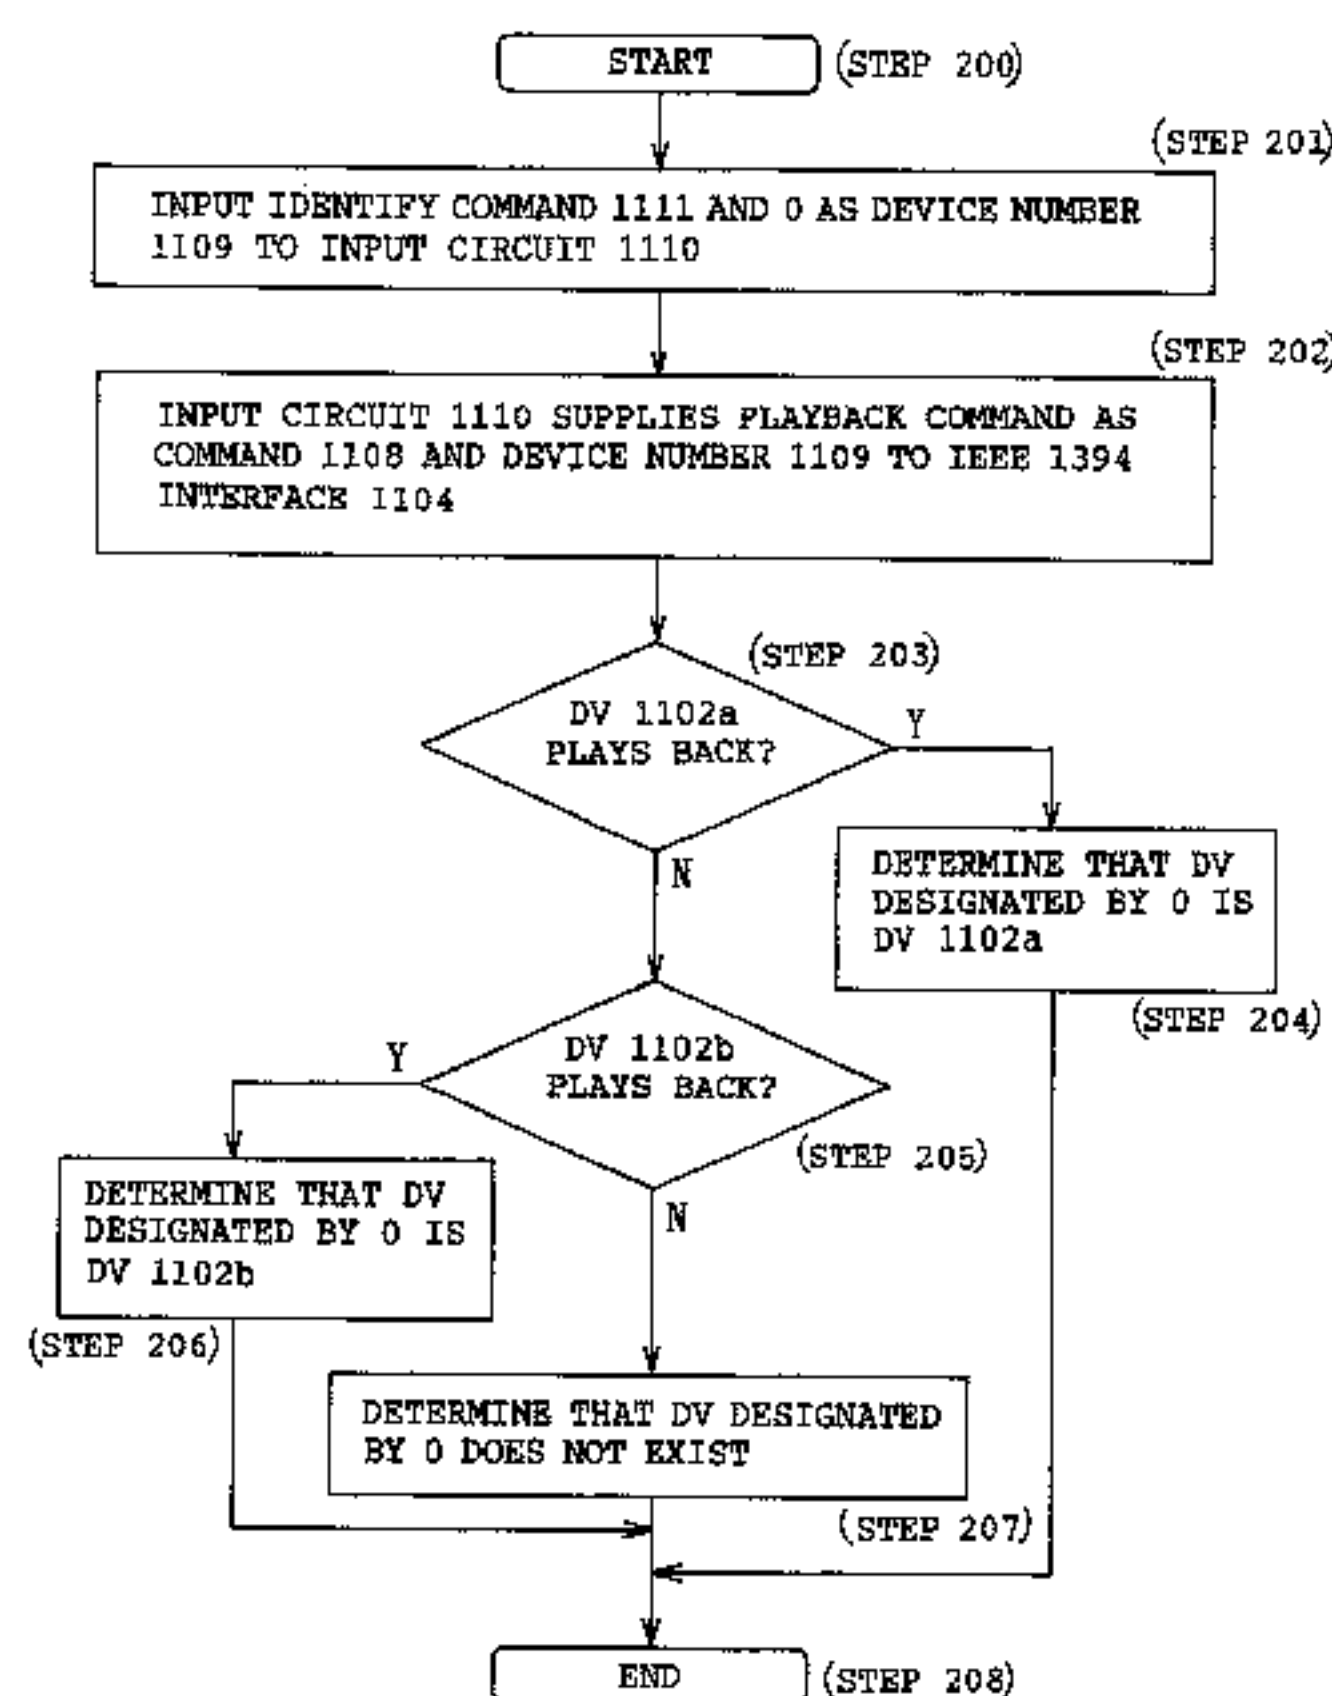 START (STEP 200)
(STEP 201)
INPUT IDENTIFY COMMAND 1111 AND 0 AS DEVICE NUMBER
1109 TO INPUT CIRCUIT 1110
(STEP 202)
INPUT CIRCUIT 1110 SUPPLIES PLAYBACK COMMAND AS
COMMAND 1108 AND DEVICE NUMBER 1109 TO IEEE 1394
INTERFACE 1104
(STEP 203)
DV 1102a
PLAYS BACK?
Y
N
DETERMINE THAT DV
DESIGNATED BY 0 IS
DV 1102a
(STEP 204)
DV 1102b
PLAYS BACK?
Y
(STEP 205)
N
DETERMINE THAT DV
DESIGNATED BY 0 IS
DV 1102b
(STEP 206)
DETERMINE THAT DV DESIGNATED
BY 0 DOES NOT EXIST
(STEP 207)
END (STEP 208)